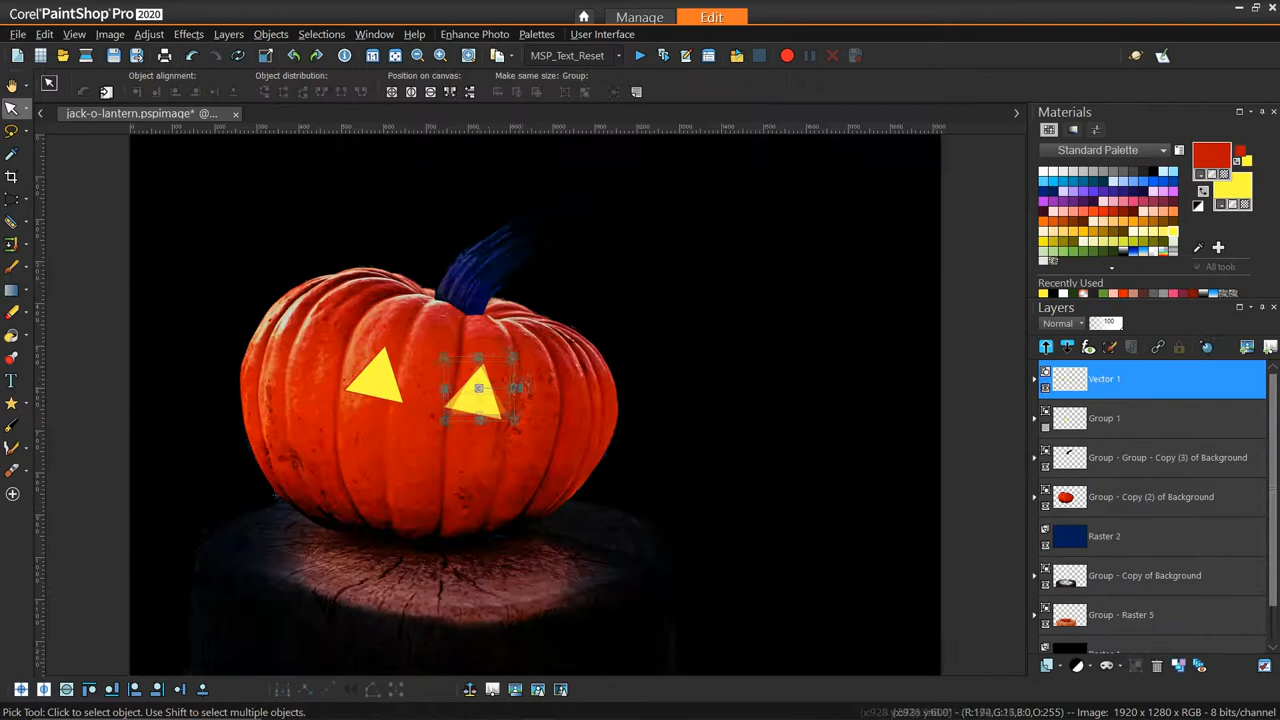 Corel®PaintShop®Pro 2020
Manage
Edit
File Edit View Image Adjust Effects Layers Objects Selections Window Help Enhance Photo Palettes User Interface
MSP_Text_Reset
Object alignment: Object distribution: Position on canvas: Make same size: Group:
jack-o-lantern.pspimage* @...
Materials
Standard Palette
All tools
Recently Used
Layers
Normal 100
Vector 1
Group 1
Group - Group - Copy (3) of Background
Group - Copy (2) of Background
Raster 2
Group - Copy of Background
Group - Raster 5
Pick Tool: Click to select object. Use Shift to select multiple objects.
Image: 1920 x 1280 x RGB - 8 bits/channel